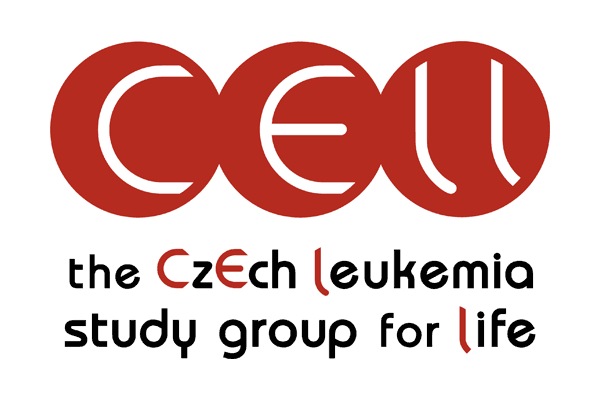 CEll
the CzEch leukemia
study group for life